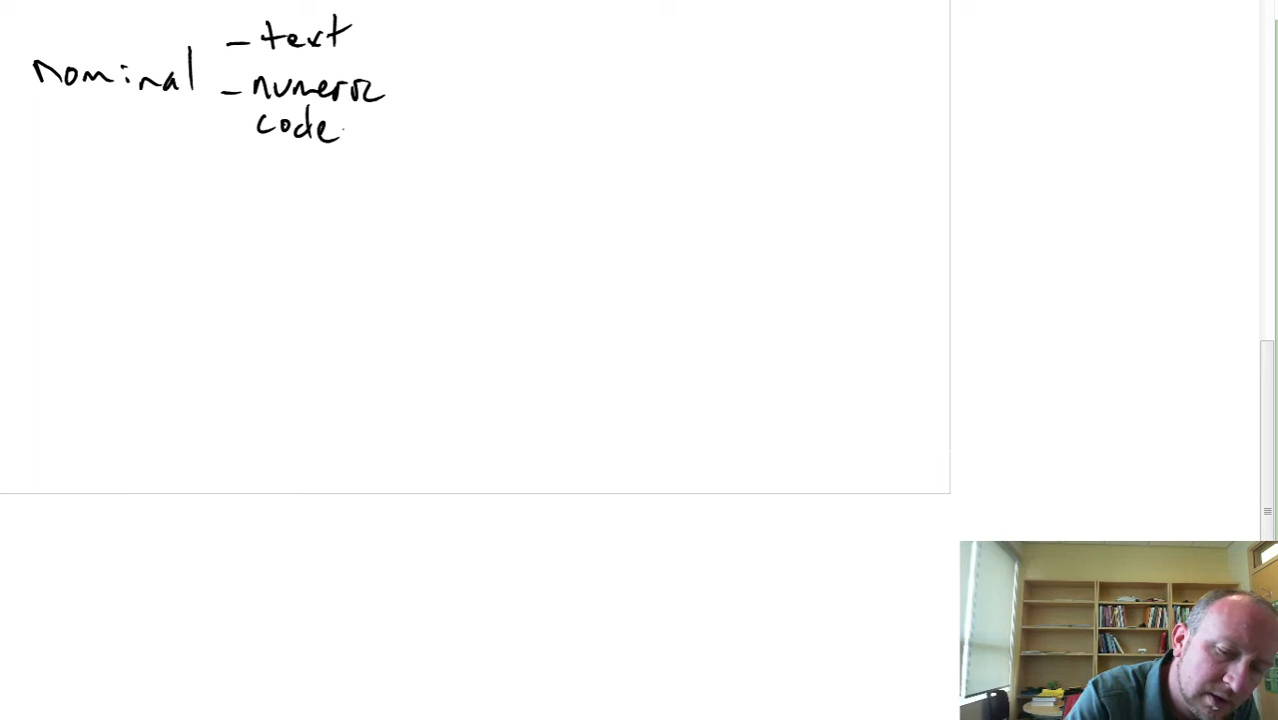 nominal
- text
- numeric
code